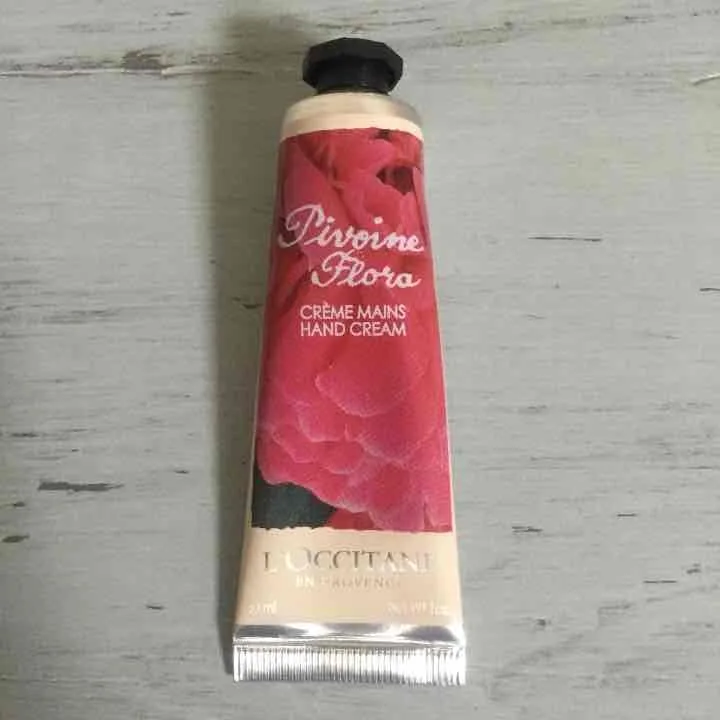 Pivoine
Flora
CRÈME MAINS
HAND CREAM
L'OCCITANE
EN PROVENCE